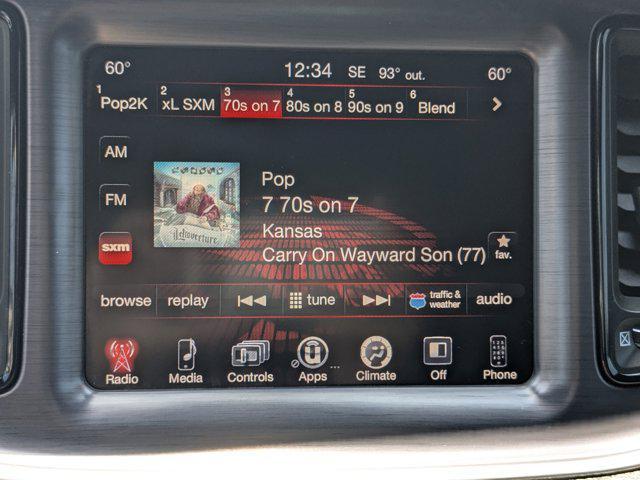 60° 12:34 SE 93° out. 60°
1 Pop2K 2 xL SXM 3 70s on 7 4 80s on 8 5 90s on 9 6 Blend
AM
FM
sxm
Pop
7 70s on 7
Kansas
Carry On Wayward Son (77)
fav.
KANSAS
Leftoverture
browse replay tune traffic & weather audio
Radio Media Controls Apps ... Climate Off Phone